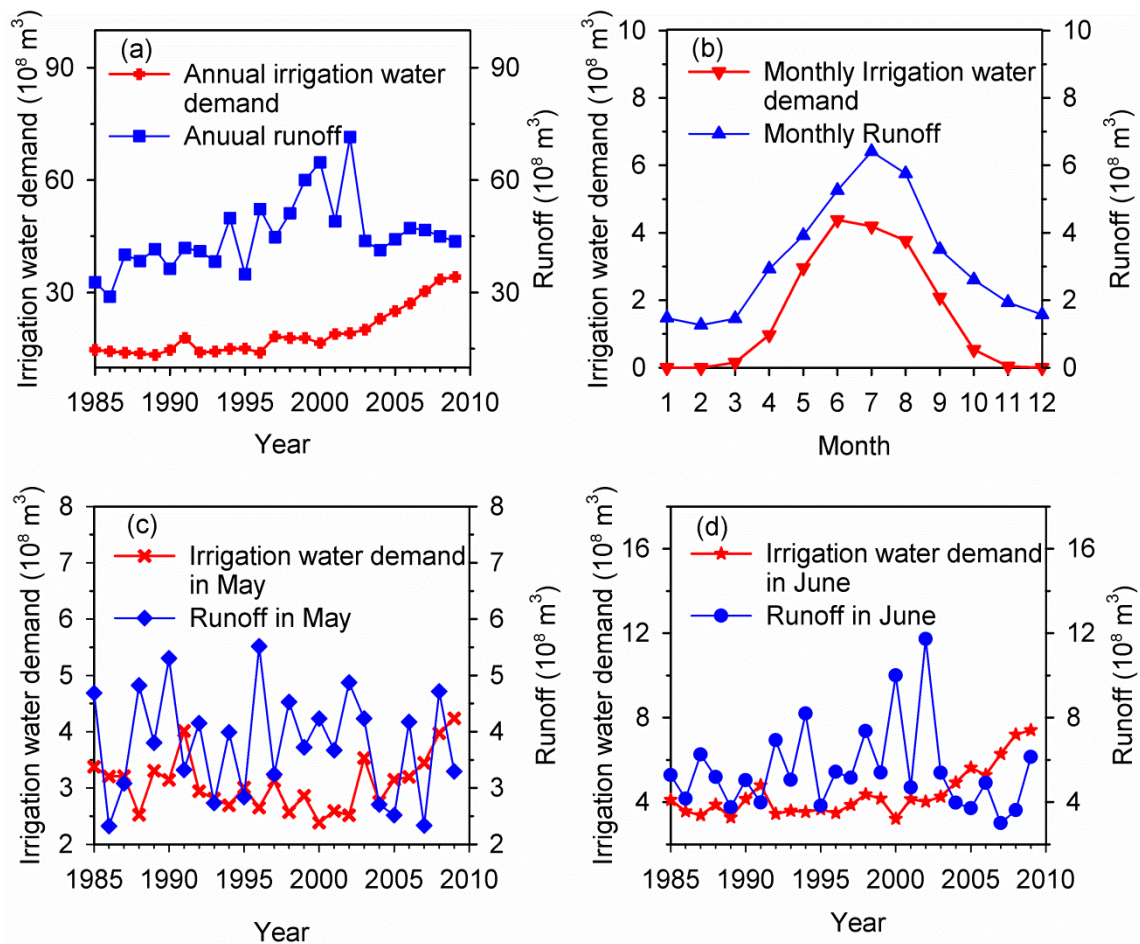 (a)
Annual irrigation water
demand
Anuual runoff
Irrigation water demand (10⁸ m³)
90
60
30
Runoff (10⁸ m³)
90
60
30
1985 1990 1995 2000 2005 2010
Year
(b)
Monthly Irrigation water
demand
Monthly Runoff
Irrigation water demand (10⁸ m³)
10
8
6
4
2
0
Runoff (10⁸ m³)
10
8
6
4
2
0
1 2 3 4 5 6 7 8 9 10 11 12
Month
(c)
Irrigation water demand
in May
Runoff in May
Irrigation water demand (10⁸ m³)
8
7
6
5
4
3
2
Runoff (10⁸ m³)
8
7
6
5
4
3
2
1985 1990 1995 2000 2005 2010
Year
(d)
Irrigation water demand
in June
Runoff in June
Irrigation water demand (10⁸ m³)
16
12
8
4
Runoff (10⁸ m³)
16
12
8
4
1985 1990 1995 2000 2005 2010
Year